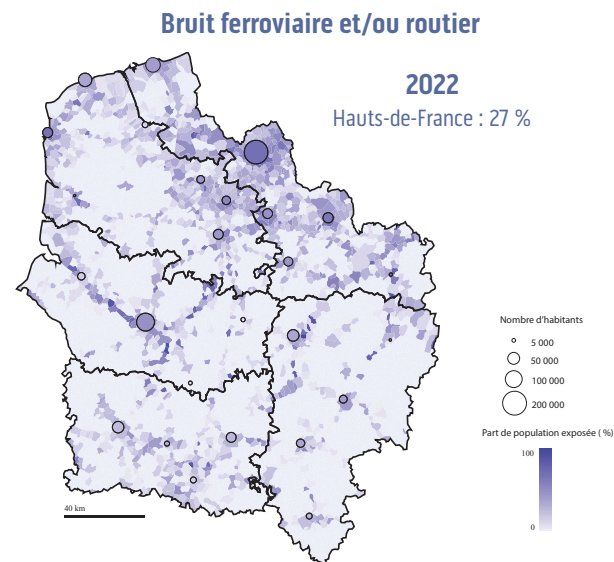 Bruit ferroviaire et/ou routier
2022
Hauts-de-France : 27 %
Nombre d'habitants
5 000
50 000
100 000
200 000
Part de population exposée ( %)
100
0
40 km